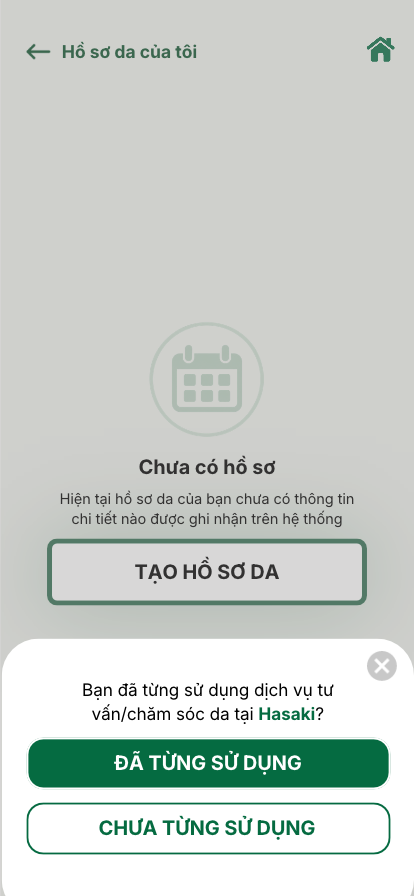 Hồ sơ da của tôi
Chưa có hồ sơ
Hiện tại hồ sơ da của bạn chưa có thông tin
chi tiết nào được ghi nhận trên hệ thống
TẠO HỒ SƠ DA
Bạn đã từng sử dụng dịch vụ tư
vấn/chăm sóc da tại Hasaki?
ĐÃ TỪNG SỬ DỤNG
CHƯA TỪNG SỬ DỤNG